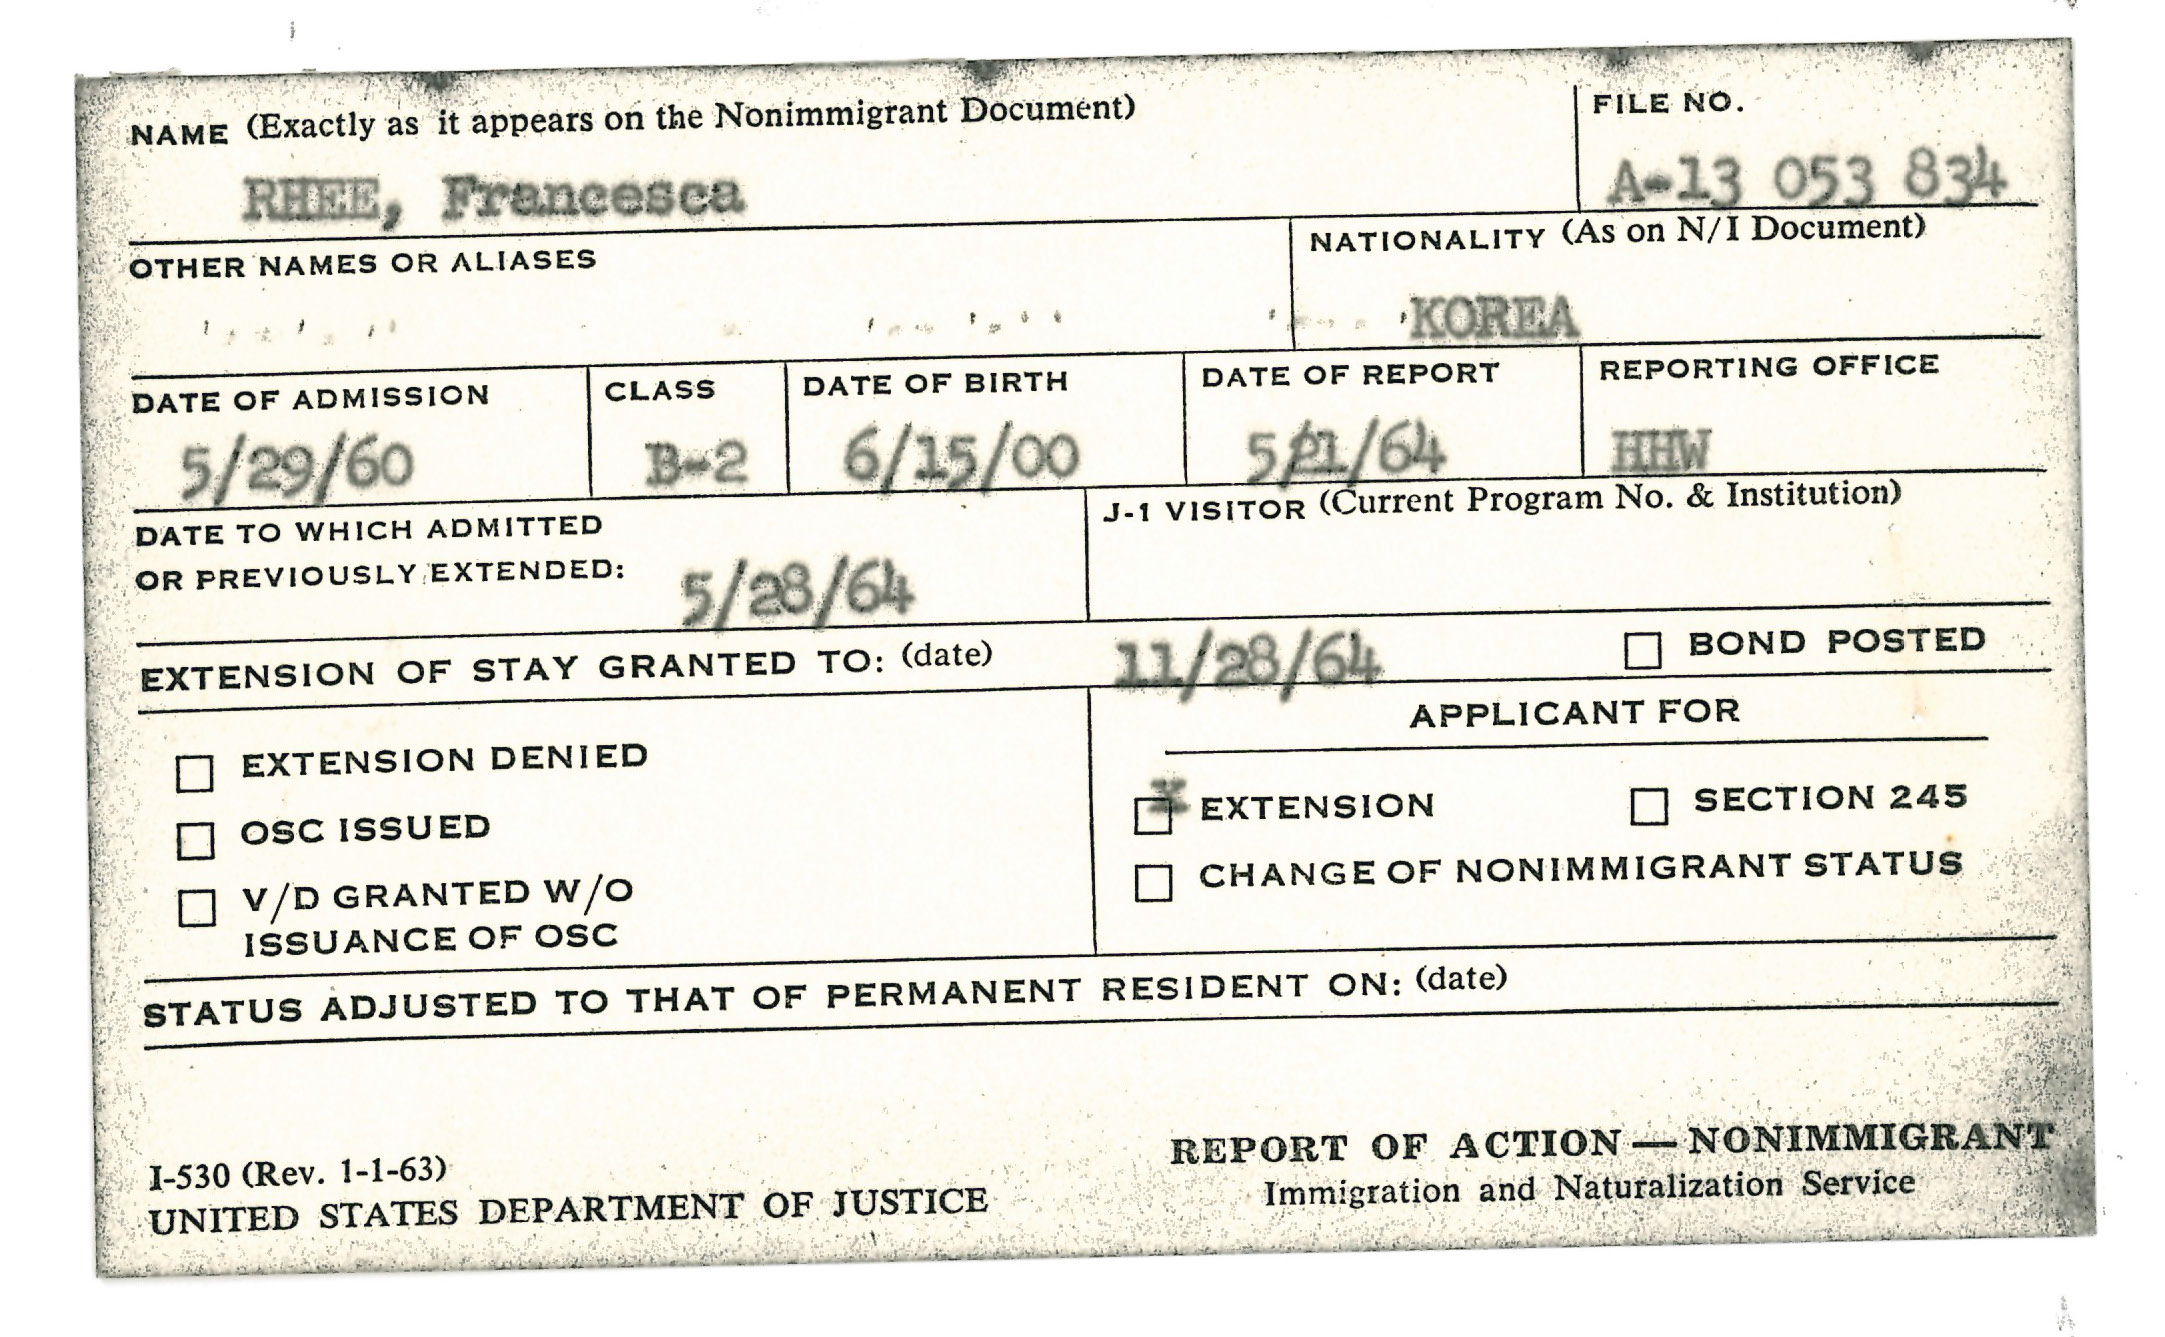 NAME (Exactly as it appears on the Nonimmigrant Document)
FILE NO.
RHEE, Francesca
A-13 053 834
OTHER NAMES OR ALIASES
NATIONALITY (As on N/I Document)
KOREA
DATE OF ADMISSION
CLASS
DATE OF BIRTH
DATE OF REPORT
REPORTING OFFICE
5/29/60
B-2
6/15/00
5/21/64
HHW
DATE TO WHICH ADMITTED
OR PREVIOUSLY EXTENDED:
5/28/64
J-1 VISITOR (Current Program No. & Institution)
EXTENSION OF STAY GRANTED TO: (date) 11/28/64
BOND POSTED
EXTENSION DENIED
OSC ISSUED
V/D GRANTED W/O
ISSUANCE OF OSC
APPLICANT FOR
X EXTENSION
SECTION 245
CHANGE OF NONIMMIGRANT STATUS
STATUS ADJUSTED TO THAT OF PERMANENT RESIDENT ON: (date)
I-530 (Rev. 1-1-63)
UNITED STATES DEPARTMENT OF JUSTICE
REPORT OF ACTION — NONIMMIGRANT
Immigration and Naturalization Service